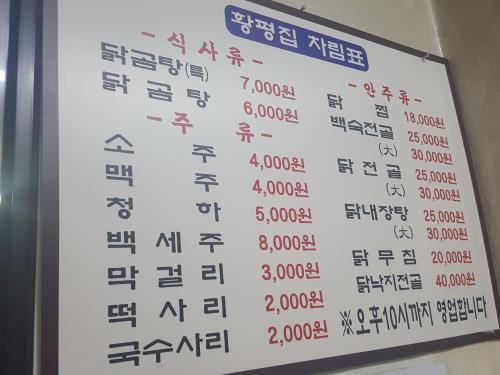 황평집 차림표
- 식사류 -
닭곰탕(특) 7,000원
닭곰탕 6,000원
- 주 류 -
소주 4,000원
맥주 4,000원
청하 5,000원
백세주 8,000원
막걸리 3,000원
떡사리 2,000원
국수사리 2,000원
- 안주류 -
닭찜 18,000원
백숙전골 25,000원
(大) 30,000원
닭전골 25,000원
(大) 30,000원
닭내장탕 25,000원
(大) 30,000원
닭무침 20,000원
닭낙지전골 40,000원
※오후10시까지 영업합니다